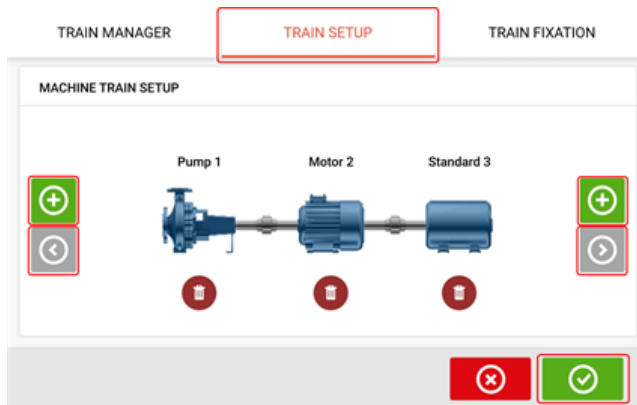 TRAIN MANAGER
TRAIN SETUP
TRAIN FIXATION
MACHINE TRAIN SETUP
Pump 1
Motor 2
Standard 3